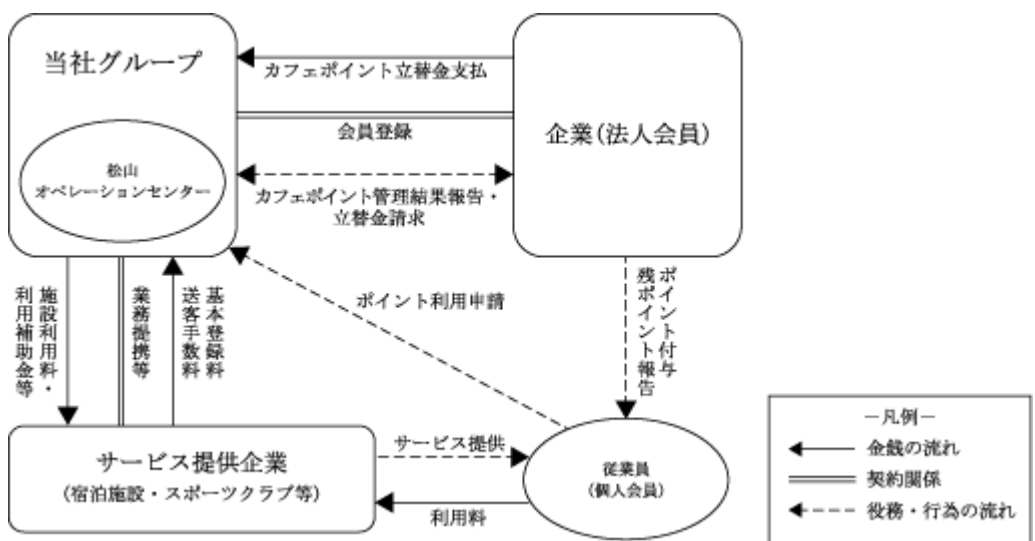 当社グループ
松山
オペレーションセンター
カフェポイント立替金支払
会員登録
カフェポイント管理結果報告・
立替金請求
企業(法人会員)
施設利用料・
利用補助金等
業務提携等
基本登録料
送客手数料
ポイント利用申請
ポイント付与
残ポイント報告
サービス提供企業
(宿泊施設・スポーツクラブ等)
サービス提供
利用料
従業員
(個人会員)
－凡例－
金銭の流れ
契約関係
役務・行為の流れ